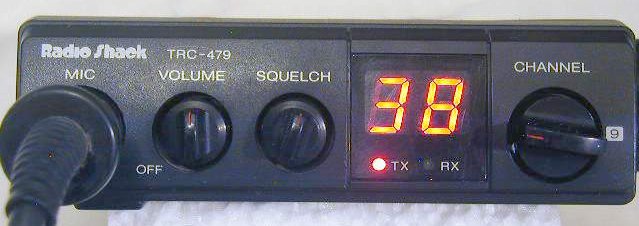 Radio Shack TRC-479
MIC VOLUME SQUELCH
OFF
38
TX RX
CHANNEL
9